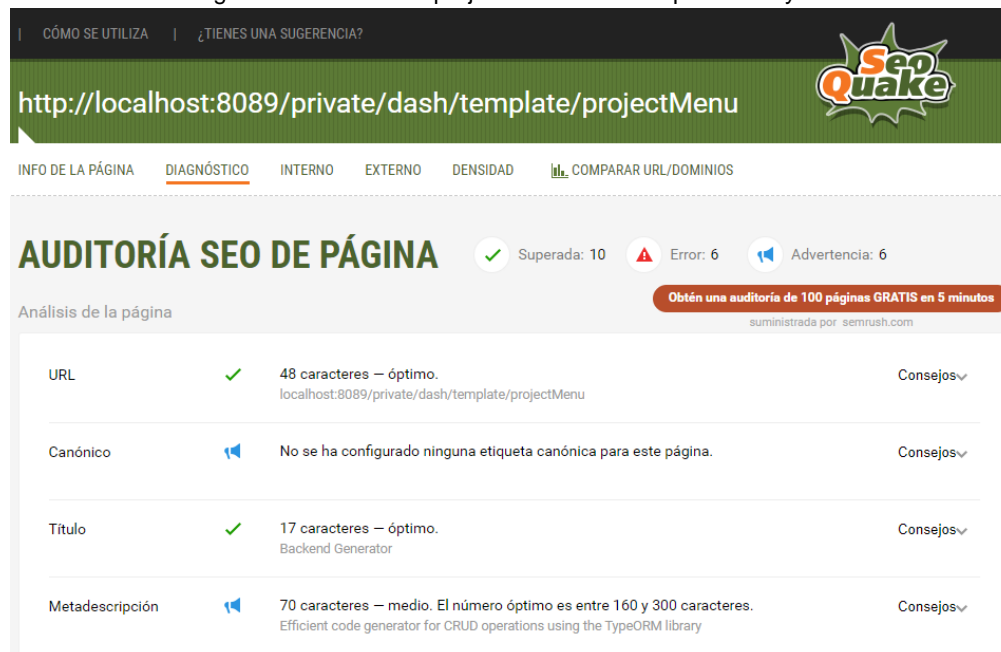 | CÓMO SE UTILIZA | ¿TIENES UNA SUGERENCIA?
Seo
Quake
http://localhost:8089/private/dash/template/projectMenu
INFO DE LA PÁGINA DIAGNÓSTICO INTERNO EXTERNO DENSIDAD COMPARAR URL/DOMINIOS
AUDITORÍA SEO DE PÁGINA Superada: 10 Error: 6 Advertencia: 6
Obtén una auditoría de 100 páginas GRATIS en 5 minutos
Análisis de la página
suministrada por semrush.com
URL 48 caracteres — óptimo. Consejos
localhost:8089/private/dash/template/projectMenu
Canónico No se ha configurado ninguna etiqueta canónica para este página. Consejos
Título 17 caracteres — óptimo. Consejos
Backend Generator
Metadescripción 70 caracteres — medio. El número óptimo es entre 160 y 300 caracteres. Consejos
Efficient code generator for CRUD operations using the TypeORM library